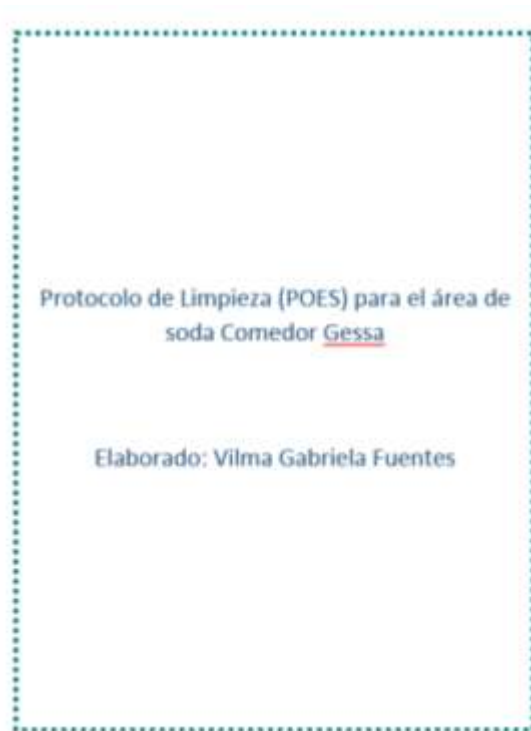 Protocolo de Limpieza (POES) para el área de
soda Comedor Gessa
Elaborado: Vilma Gabriela Fuentes